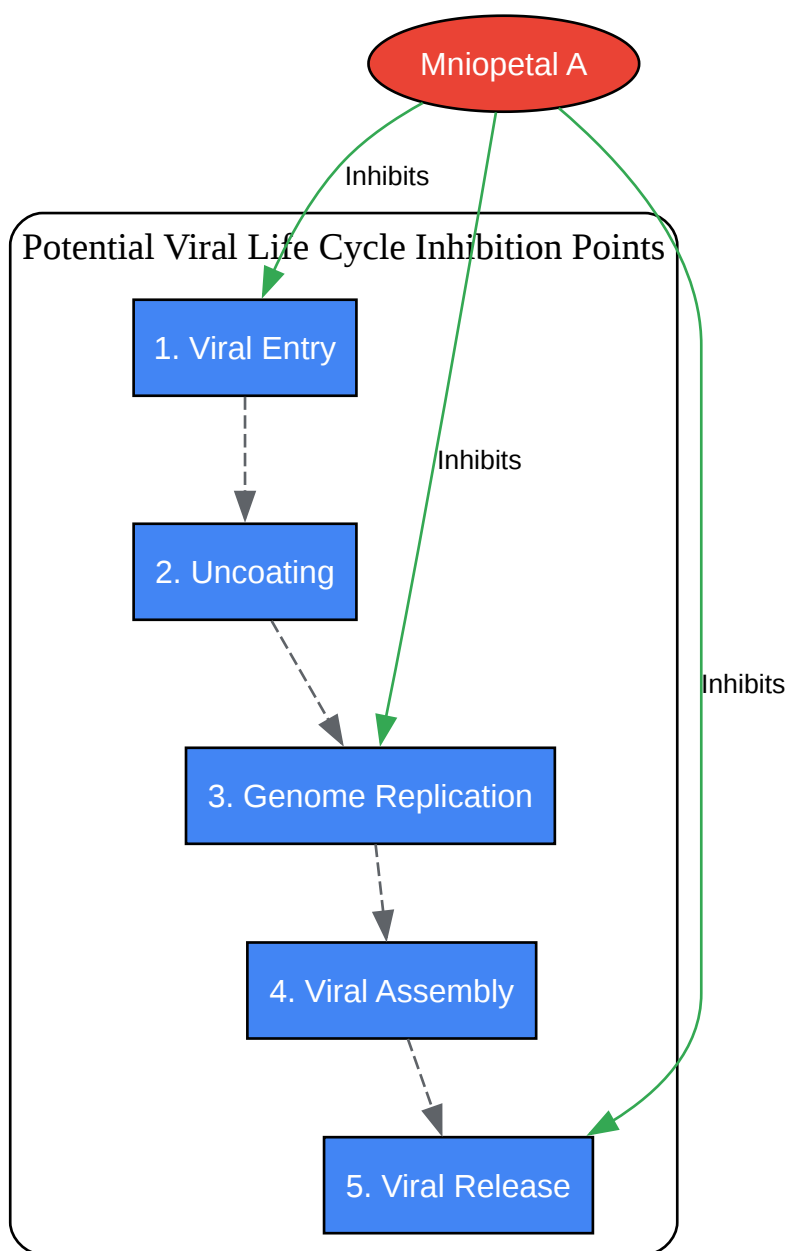 Mniopetal A
Inhibits
Potential Viral Life Cycle Inhibition Points
1. Viral Entry
Inhibits
2. Uncoating
Inhibits
3. Genome Replication
4. Viral Assembly
5. Viral Release